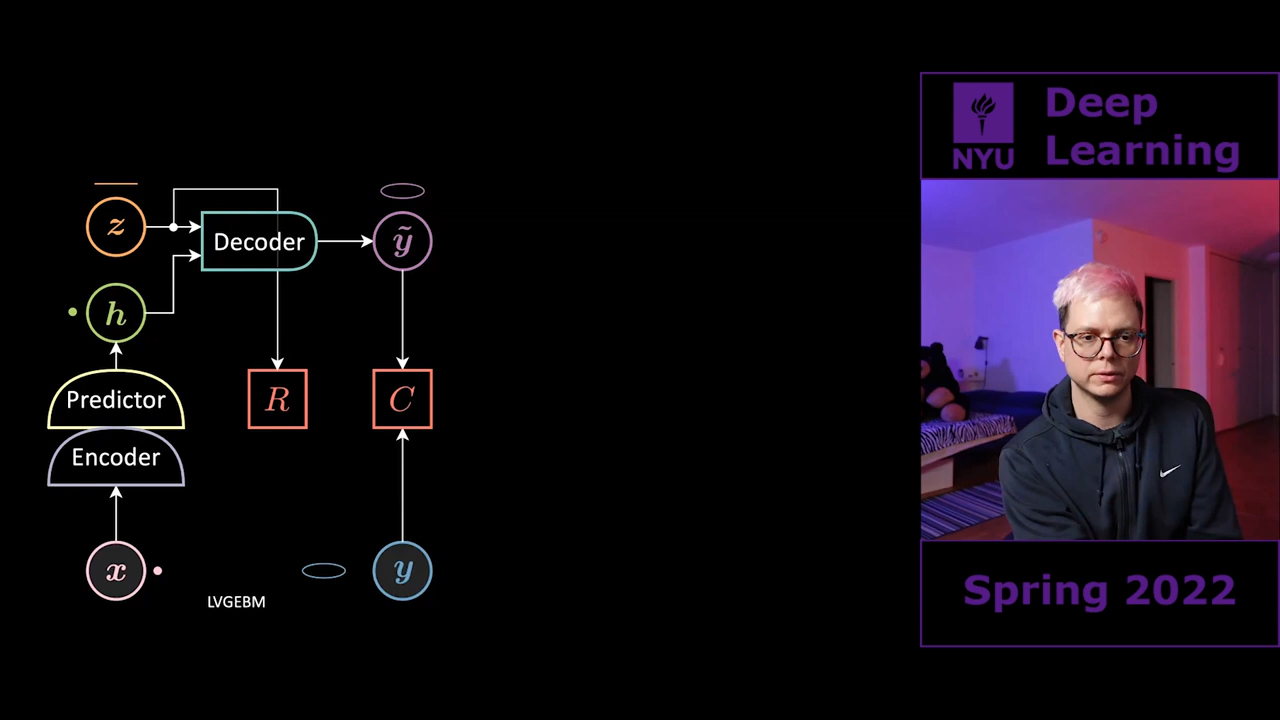 z
Decoder
ỹ
h
Predictor
R
C
Encoder
x
y
LVGEBM
NYU
Deep
Learning
Spring 2022